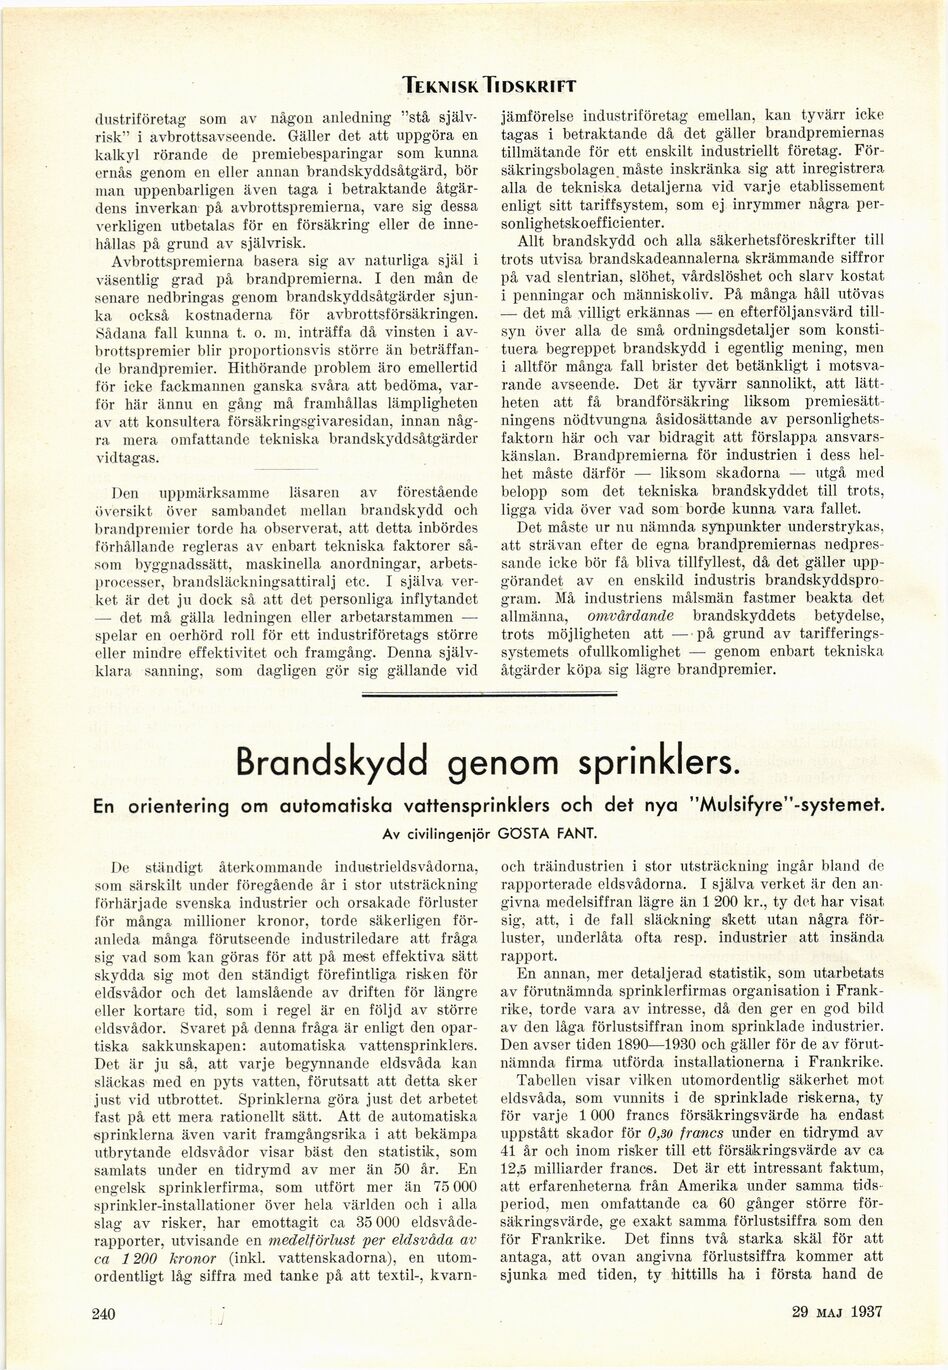 TEKNISK TIDSKRIFT
dustriföretag som av någon anledning "stå själv-
risk" i avbrottsavseende. Gäller det att uppgöra en
kalkyl rörande de premiebesparingar som kunna
ernås genom en eller annan brandskyddsåtgärd, bör
man uppenbarligen även taga i betraktande åtgär-
dens inverkan på avbrottspremierna, vare sig dessa
verkligen utbetalas för en försäkring eller de inne-
hållas på grund av självrisk.
Avbrottspremierna basera sig av naturliga själ i
väsentlig grad på brandpremierna. I den mån de
senare nedbringas genom brandskyddsåtgärder sjun-
ka också kostnaderna för avbrottsförsäkringen.
Sådana fall kunna t. o. m. inträffa då vinsten i av-
brottspremier blir proportionsvis större än beträffan-
de brandpremier. Hithörande problem äro emellertid
för icke fackmannen ganska svåra att bedöma, var-
för här ännu en gång må framhållas lämpligheten
av att konsultera försäkringsgivaresidan, innan någ-
ra mera omfattande tekniska brandskyddsåtgärder
vidtagas.
Den uppmärksamme läsaren av förestående
översikt över sambandet mellan brandskydd och
brandpremier torde ha observerat, att detta inbördes
förhållande regleras av enbart tekniska faktorer så-
som byggnadssätt, maskinella anordningar, arbets-
processer, brandsläckningsattiralj etc. I själva ver-
ket är det ju dock så att det personliga inflytandet
— det må gälla ledningen eller arbetarstammen —
spelar en oerhörd roll för ett industriföretags större
eller mindre effektivitet och framgång. Denna själv-
klara sanning, som dagligen gör sig gällande vid
jämförelse industriföretag emellan, kan tyvärr icke
tagas i betraktande då det gäller brandpremiernas
tillmätande för ett enskilt industriellt företag. För-
säkringsbolagen måste inskränka sig att inregistrera
alla de tekniska detaljerna vid varje etablissement
enligt sitt tariffsystem, som ej inrymmer några per-
sonlighetskoefficienter.
Allt brandskydd och alla säkerhetsföreskrifter till
trots utvisa brandskadeannalerna skrämmande siffror
på vad slentrian, slöhet, vårdslöshet och slarv kostat
i penningar och människoliv. På många håll utövas
— det må villigt erkännas — en efterföljansvärd till-
syn över alla de små ordningsdetaljer som konsti-
tuera begreppet brandskydd i egentlig mening, men
i alltför många fall brister det betänkligt i motsva-
rande avseende. Det är tyvärr sannolikt, att lätt-
heten att få brandförsäkring liksom premiesätt-
ningens nödtvungna åsidosättande av personlighets-
faktorn här och var bidragit att förslappa ansvars-
känslan. Brandpremierna för industrien i dess hel-
het måste därför — liksom skadorna — utgå med
belopp som det tekniska brandskyddet till trots,
ligga vida över vad som borde kunna vara fallet.
Det måste ur nu nämnda synpunkter understrykas,
att strävan efter de egna brandpremiernas nedpres-
sande icke bör få bliva tillfyllest, då det gäller upp-
görandet av en enskild industris brandskyddspro-
gram. Må industriens målsmän fastmer beakta det
allmänna, omvårdande brandskyddets betydelse,
trots möjligheten att — på grund av tarifferings-
systemets ofullkomlighet — genom enbart tekniska
åtgärder köpa sig lägre brandpremier.
Brandskydd genom sprinklers.
En orientering om automatiska vattensprinklers och det nya "Mulsifyre"-systemet.
Av civilingenjör GÖSTA FANT.
De ständigt återkommande industrieldsvådorna,
som särskilt under föregående år i stor utsträckning
förhärjade svenska industrier och orsakade förluster
för många millioner kronor, torde säkerligen för-
anleda många förutseende industriledare att fråga
sig vad som kan göras för att på mest effektiva sätt
skydda sig mot den ständigt förefintliga risken för
eldsvådor och det lamslående av driften för längre
eller kortare tid, som i regel är en följd av större
eldsvådor. Svaret på denna fråga är enligt den opar-
tiska sakkunskapen: automatiska vattensprinklers.
Det är ju så, att varje begynnande eldsvåda kan
släckas med en pyts vatten, förutsatt att detta sker
just vid utbrottet. Sprinklerna göra just det arbetet
fast på ett mera rationellt sätt. Att de automatiska
sprinklerna även varit framgångsrika i att bekämpa
utbrytande eldsvådor visar bäst den statistik, som
samlats under en tidrymd av mer än 50 år. En
engelsk sprinklerfirma, som utfört mer än 75 000
sprinkler-installationer över hela världen och i alla
slag av risker, har emottagit ca 35 000 eldsvåde-
rapporter, utvisande en medelförlust per eldsvåda av
ca 1 200 kronor (inkl. vattenskadorna), en utom-
ordentligt låg siffra med tanke på att textil-, kvarn-
och träindustrien i stor utsträckning ingår bland de
rapporterade eldsvådorna. I själva verket är den an-
givna medelsiffran lägre än 1 200 kr., ty det har visat
sig, att, i de fall släckning skett utan några för-
luster, underlåta ofta resp. industrier att insända
rapport.
En annan, mer detaljerad statistik, som utarbetats
av förutnämnda sprinklerfirmas organisation i Frank-
rike, torde vara av intresse, då den ger en god bild
av den låga förlustsiffran inom sprinklade industrier.
Den avser tiden 1890—1930 och gäller för de av förut-
nämnda firma utförda installationerna i Frankrike.
Tabellen visar vilken utomordentlig säkerhet mot
eldsvåda, som vunnits i de sprinklade riskerna, ty
för varje 1 000 francs försäkringsvärde ha endast
uppstått skador för 0,30 francs under en tidrymd av
41 år och inom risker till ett försäkringsvärde av ca
12,5 milliarder francs. Det är ett intressant faktum,
att erfarenheterna från Amerika under samma tids-
period, men omfattande ca 60 gånger större för-
säkringsvärde, ge exakt samma förlustsiffra som den
för Frankrike. Det finns två starka skäl för att
antaga, att ovan angivna förlustsiffra kommer att
sjunka med tiden, ty hittills ha i första hand de
240
29 MAJ 1937